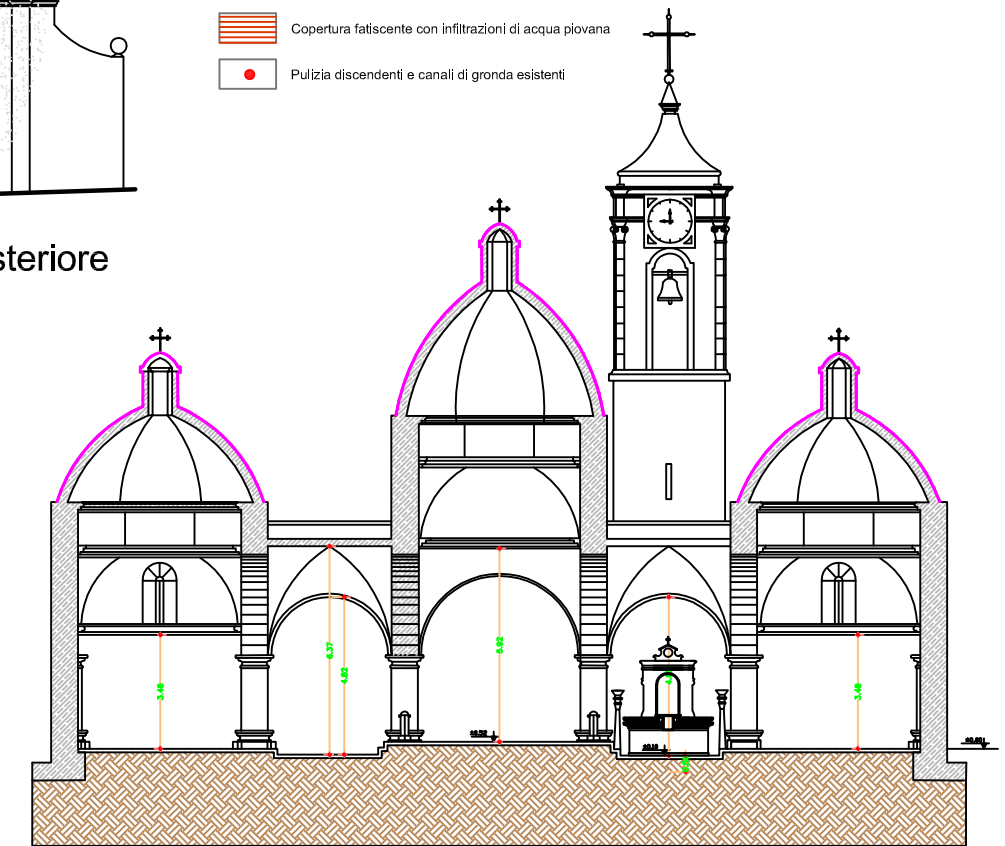 Copertura fatiscente con infiltrazioni di acqua piovana
Pulizia discendenti e canali di gronda esistenti
steriore
3.48
6.37
4.82
5.92
3.48